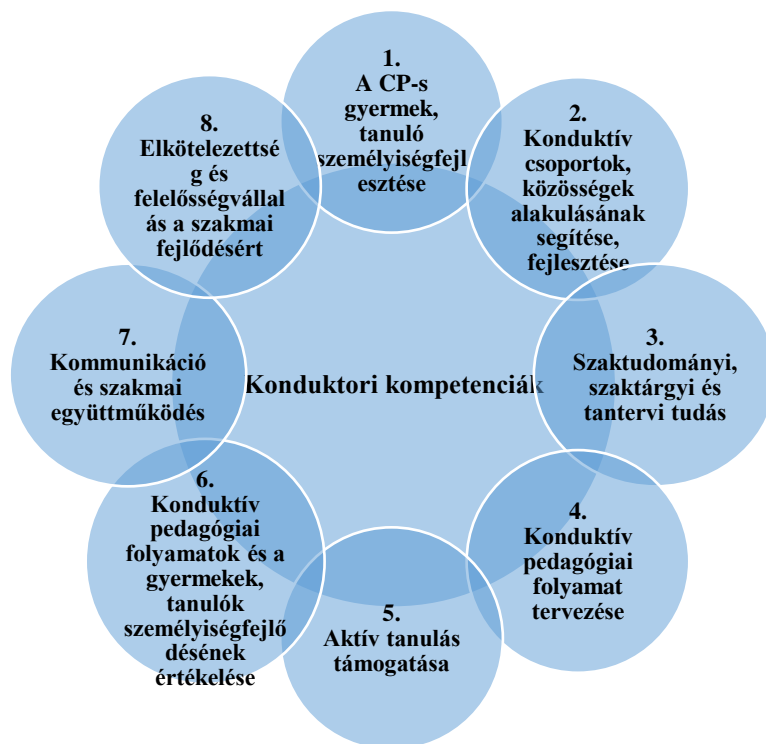 1.
A CP-s
gyermek,
tanuló
személyiségfejl
esztése
2.
Konduktív
csoportok,
közösségek
alakulásának
segítése,
fejlesztése
3.
Szaktudományi,
szaktárgyi és
tantervi tudás
4.
Konduktív
pedagógiai
folyamat
tervezése
5.
Aktív tanulás
támogatása
6.
Konduktív
pedagógiai
folyamatok és a
gyermekek,
tanulók
személyiségfejlő
désének
értékelése
7.
Kommunikáció
és szakmai
együttműködés
8.
Elkötelezettsé
g és
felelősségvállal
ás a szakmai
fejlődésért
Konduktori kompetenciák